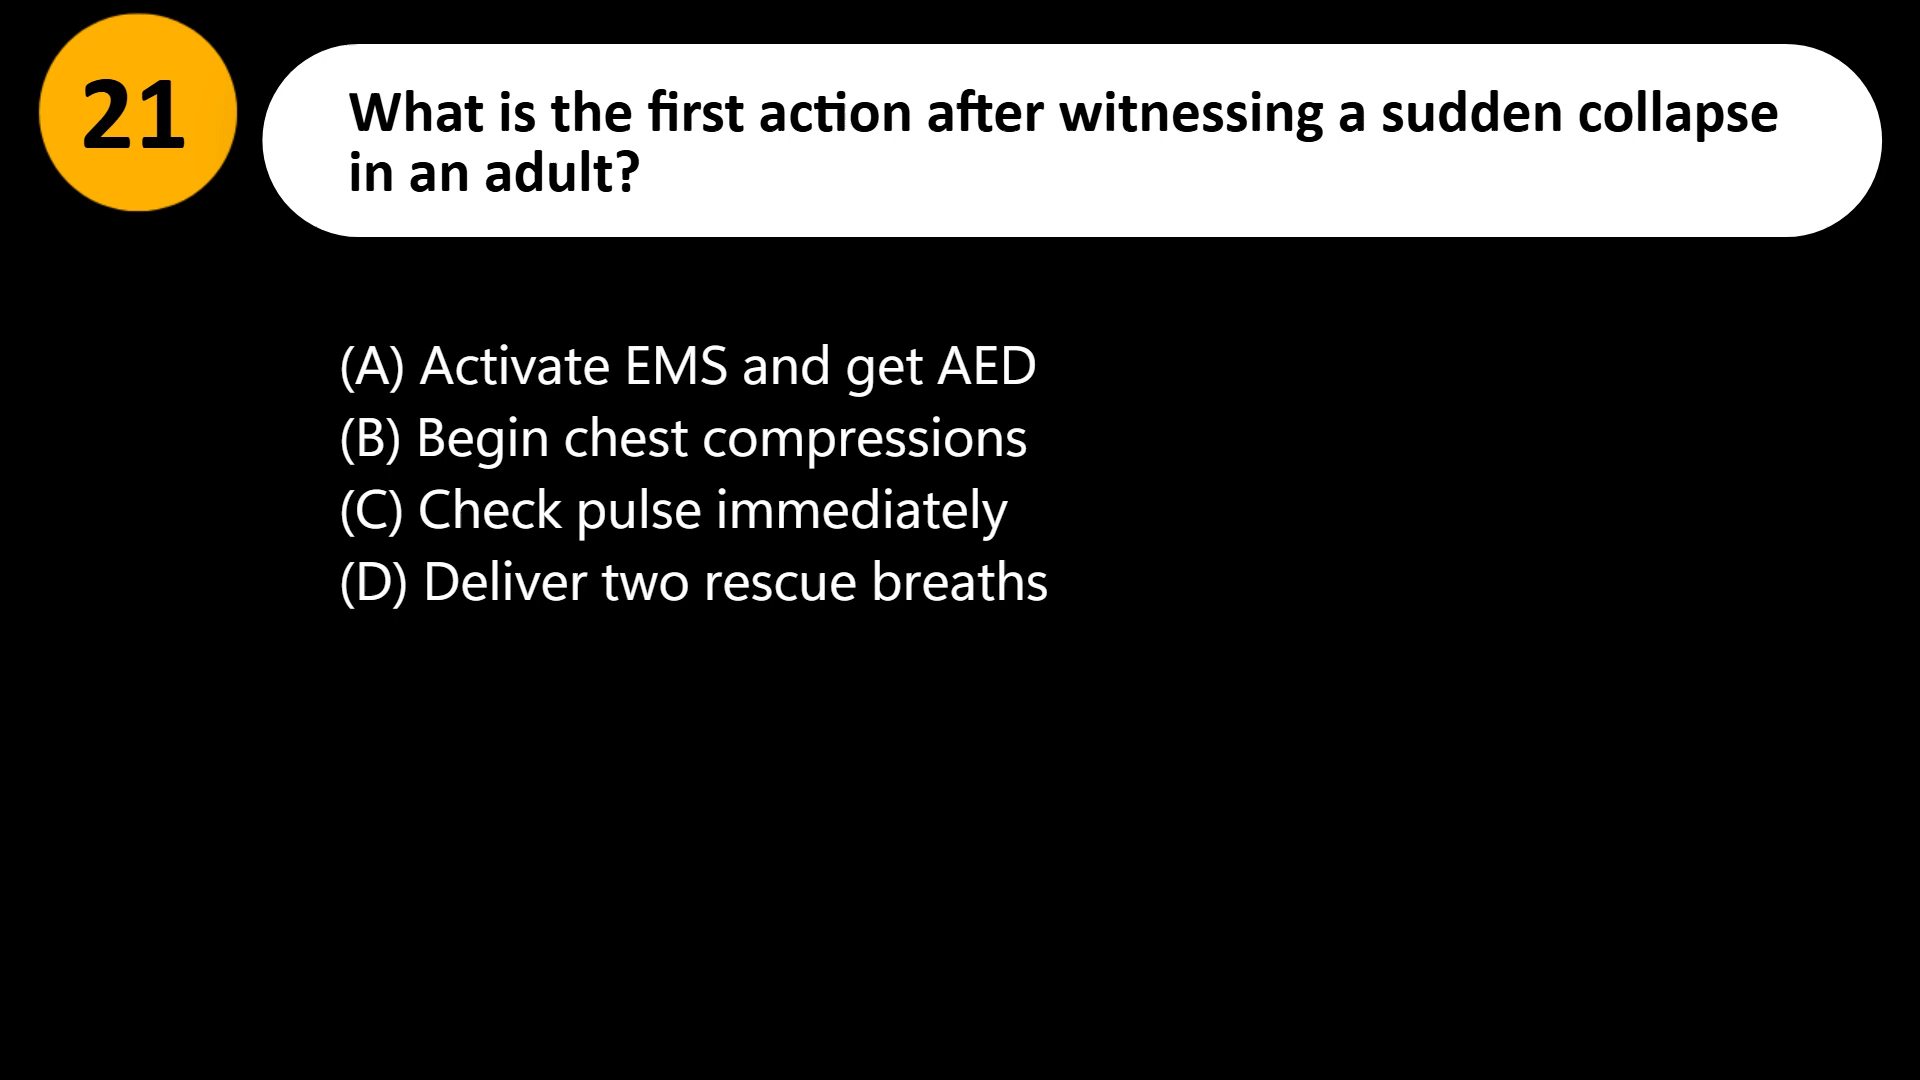 21
What is the first action after witnessing a sudden collapse
in an adult?
(A) Activate EMS and get AED
(B) Begin chest compressions
(C) Check pulse immediately
(D) Deliver two rescue breaths